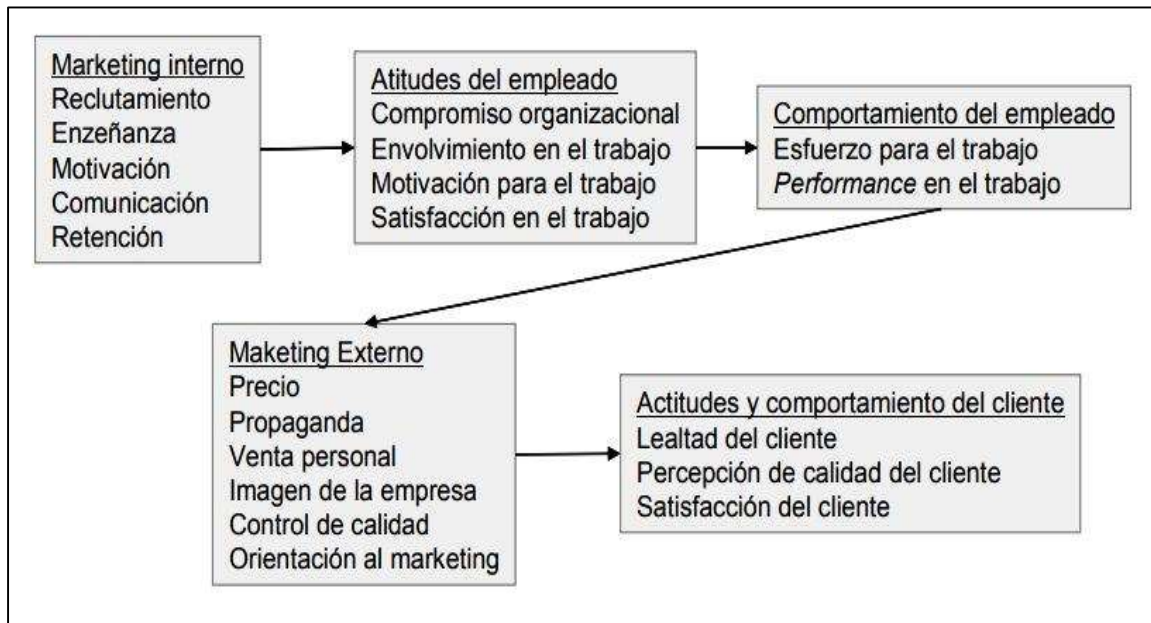 Marketing interno
Reclutamiento
Enzeñanza
Motivación
Comunicación
Retención
Atitudes del empleado
Compromiso organizacional
Envolvimiento en el trabajo
Motivación para el trabajo
Satisfacción en el trabajo
Comportamiento del empleado
Esfuerzo para el trabajo
Performance en el trabajo
Maketing Externo
Precio
Propaganda
Venta personal
Imagen de la empresa
Control de calidad
Orientación al marketing
Actitudes y comportamiento del cliente
Lealtad del cliente
Percepción de calidad del cliente
Satisfacción del cliente